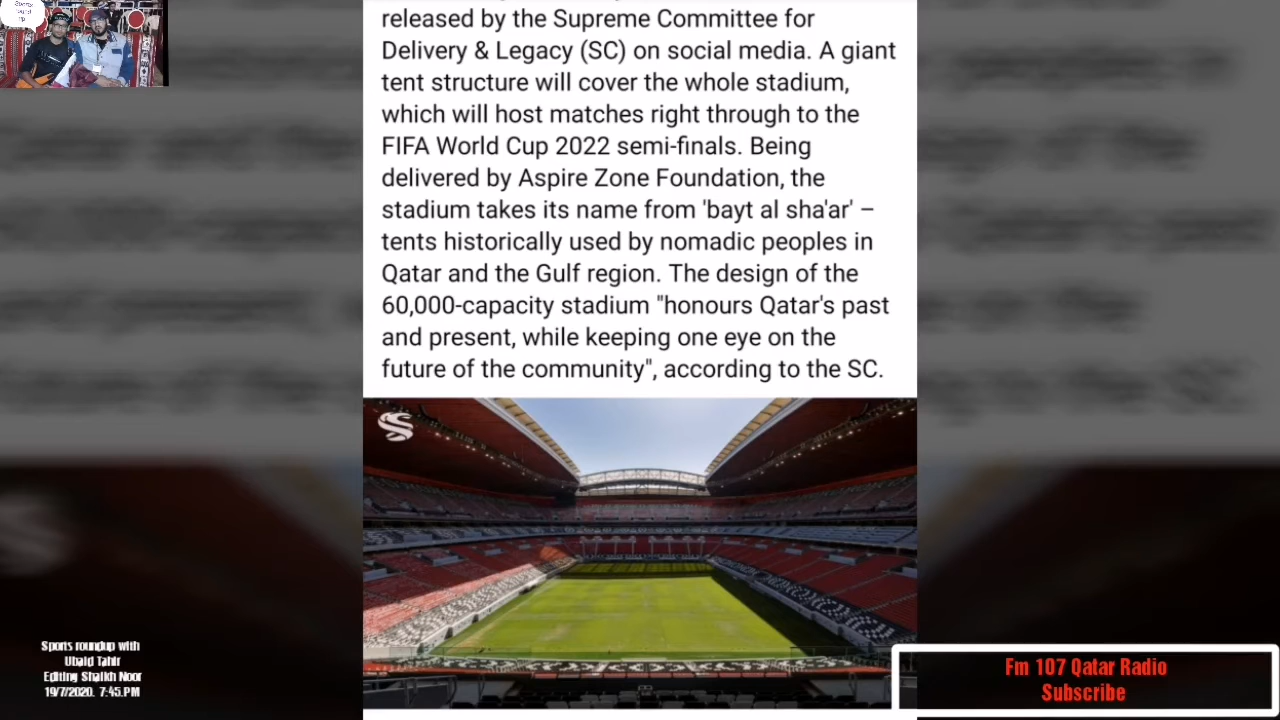 released by the Supreme Committee for
Delivery & Legacy (SC) on social media. A giant
tent structure will cover the whole stadium,
which will host matches right through to the
FIFA World Cup 2022 semi-finals. Being
delivered by Aspire Zone Foundation, the
stadium takes its name from 'bayt al sha'ar' –
tents historically used by nomadic peoples in
Qatar and the Gulf region. The design of the
60,000-capacity stadium "honours Qatar's past
and present, while keeping one eye on the
future of the community", according to the SC.
Sports roundup with
Ubaid Tahir
Editing Shaikh Noor
19/7/2020. 7:45.PM
Fm 107 Qatar Radio
Subscribe